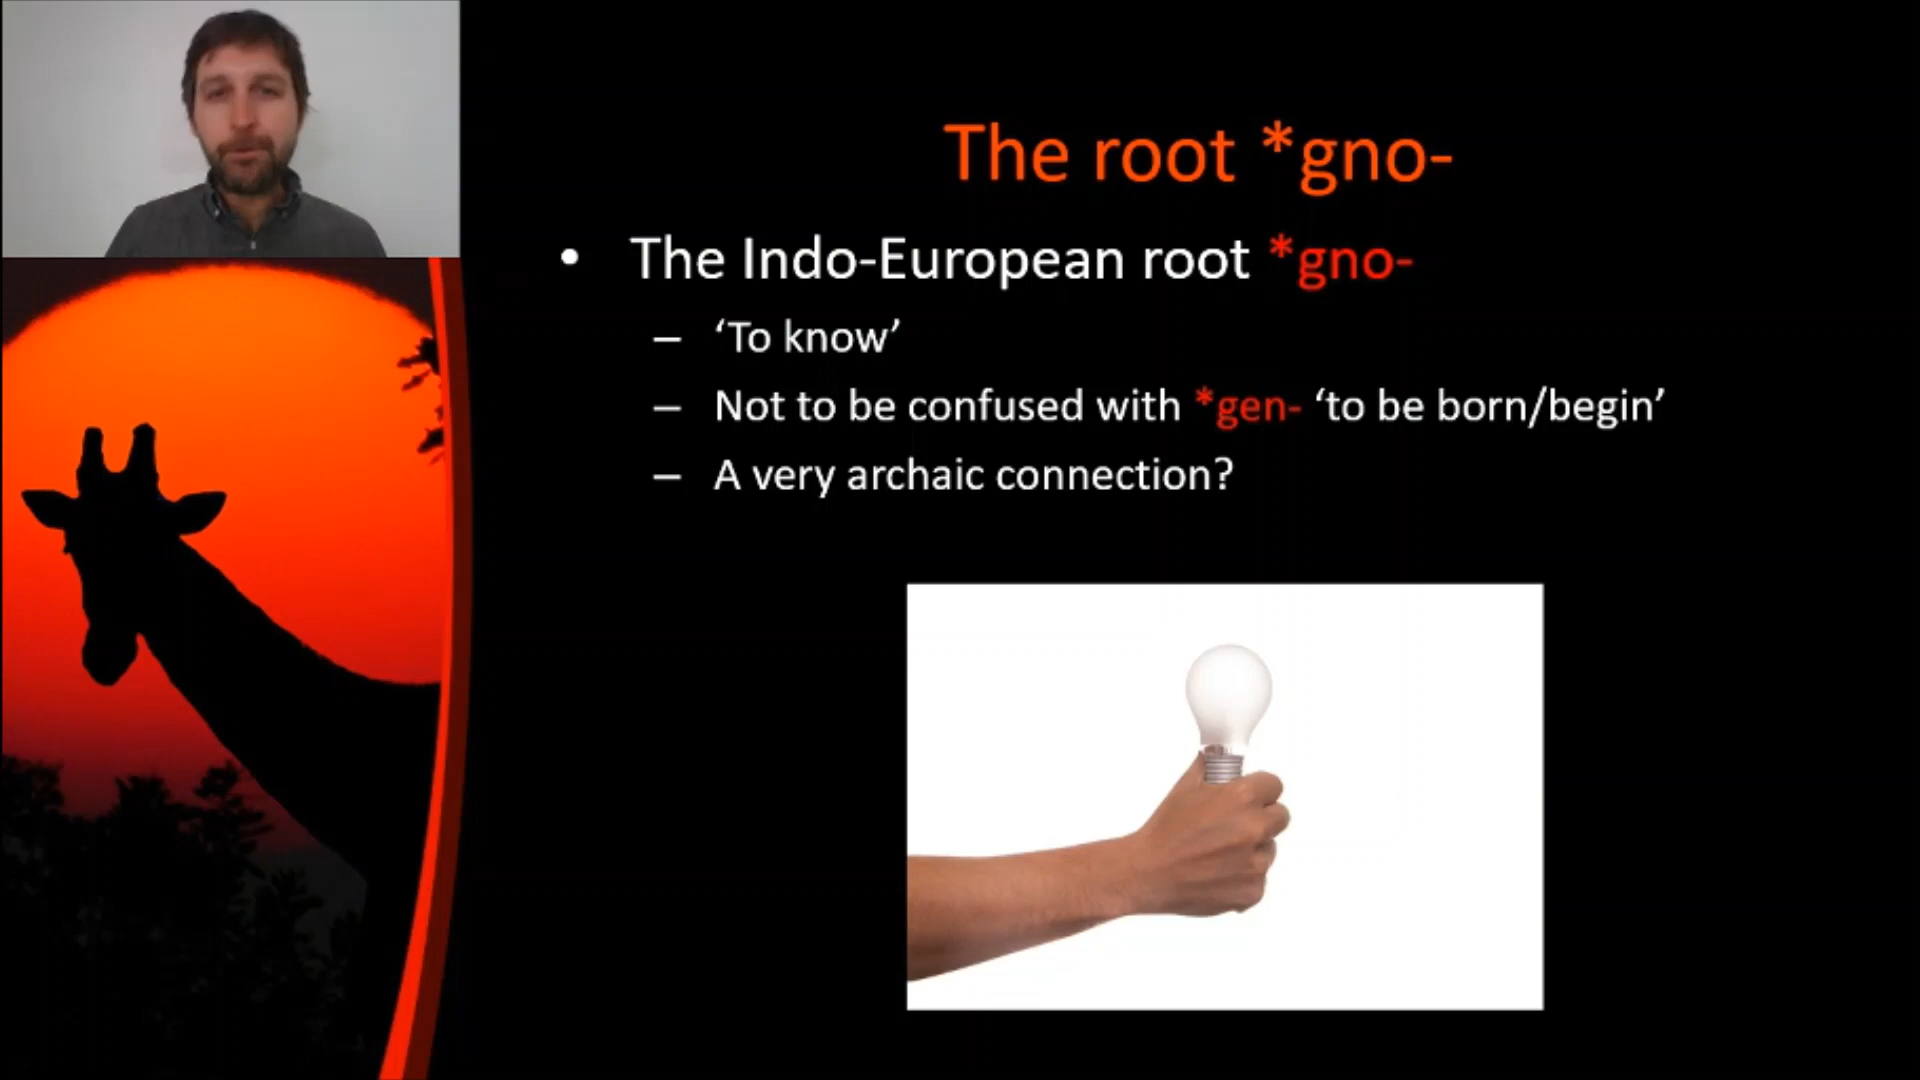 The root *gno-
• The Indo-European root *gno-
– ‘To know’
– Not to be confused with *gen- ‘to be born/begin’
– A very archaic connection?